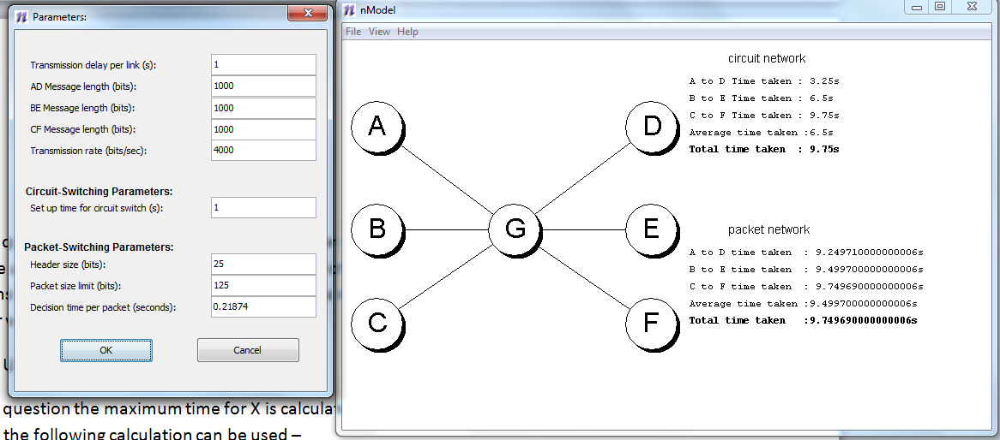 Parameters:
Transmission delay per link (s): 1
AD Message length (bits): 1000
BE Message length (bits): 1000
CF Message length (bits): 1000
Transmission rate (bits/sec): 4000
Circuit-Switching Parameters:
Set up time for circuit switch (s): 1
Packet-Switching Parameters:
Header size (bits): 25
Packet size limit (bits): 125
Decision time per packet (seconds): 0.21874
OK Cancel
question the maximum time for X is
the following calculation can be used –
nModel
File View Help
A
B
C
G
D
E
F
circuit network
A to D Time taken : 3.25s
B to E Time taken : 6.5s
C to F Time taken : 9.75s
Average time taken :6.5s
Total time taken : 9.75s
packet network
A to D time taken : 9.249710000000006s
B to E time taken : 9.499700000000006s
C to F time taken : 9.749690000000006s
Average time taken :9.499700000000006s
Total time taken :9.749690000000006s